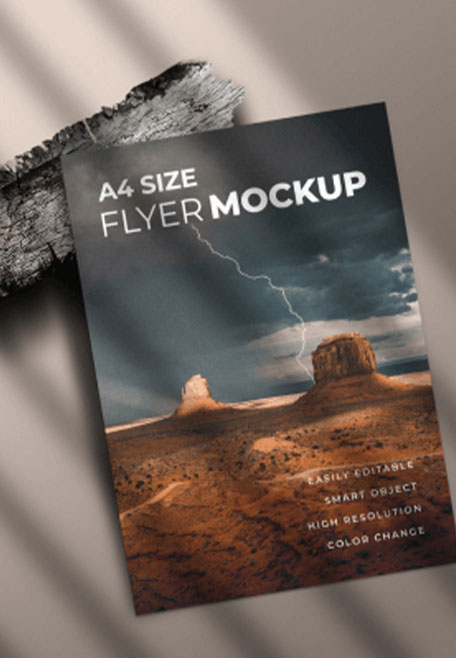 A4 SIZE
FLYER MOCKUP
EASILY EDITABLE
SMART OBJECT
HIGH RESOLUTION
COLOR CHANGE